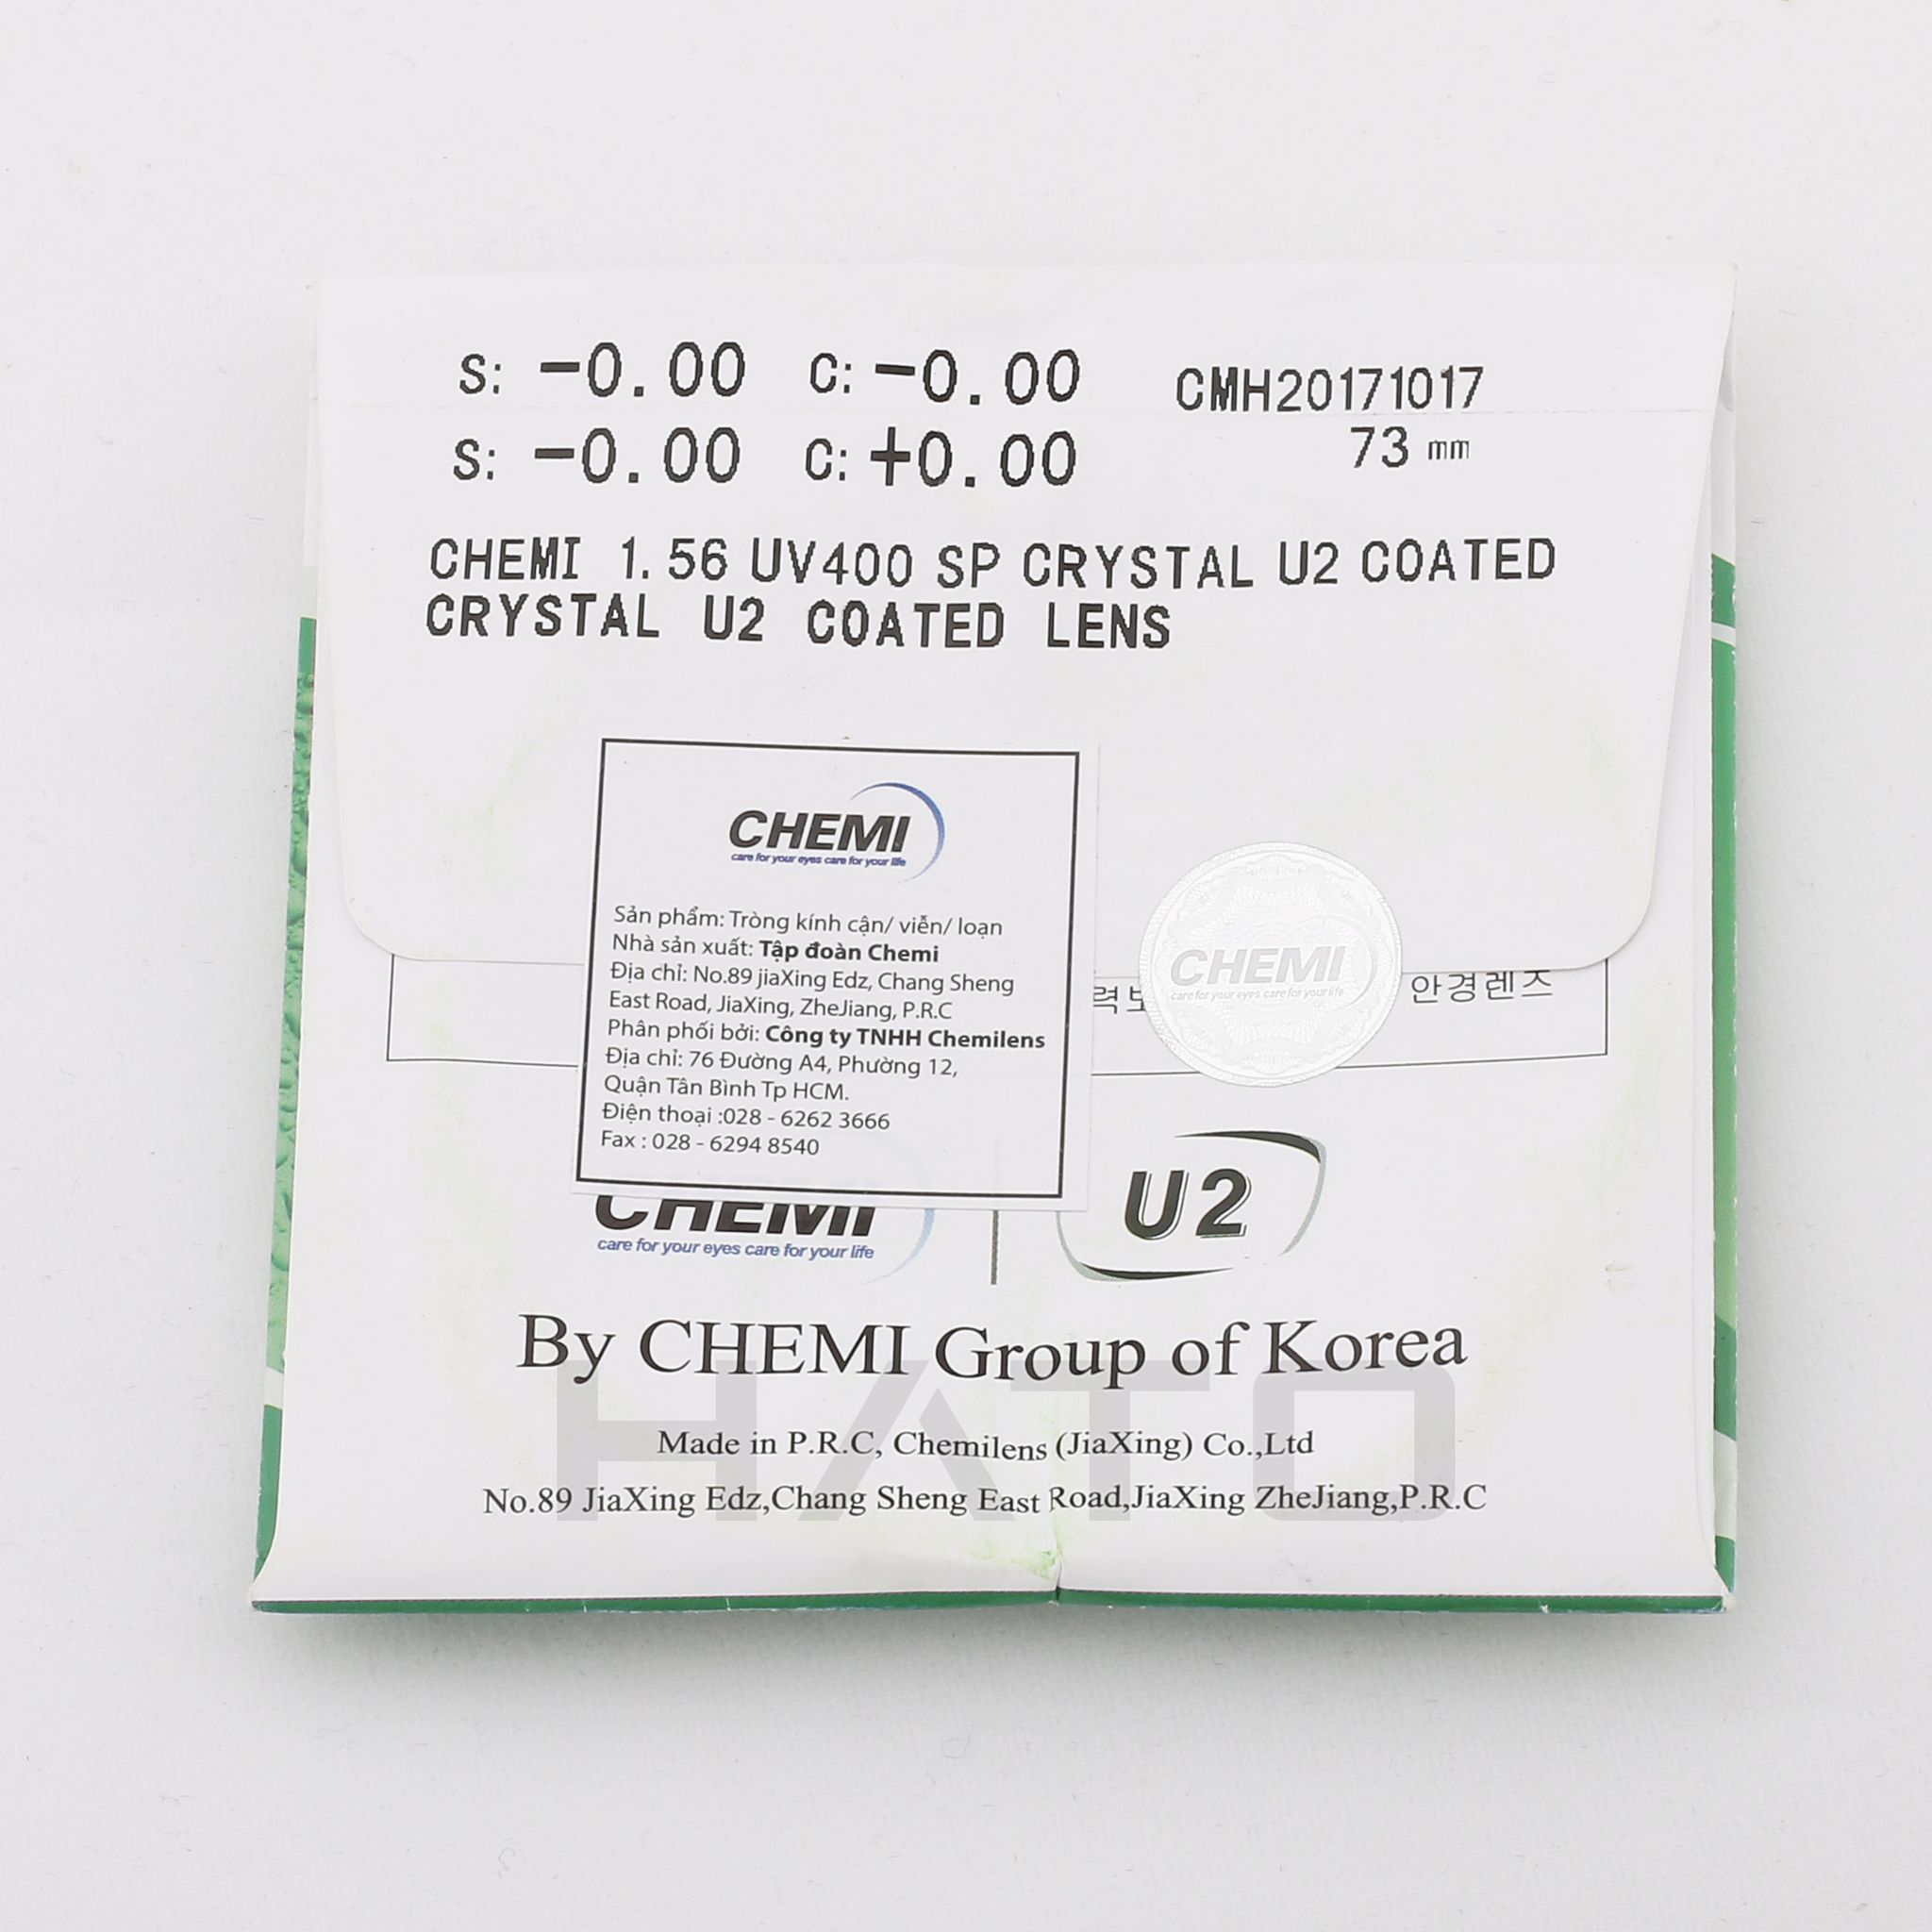 S: -0.00 C: -0.00 CMH20171017
S: -0.00 C: +0.00 73 mm
CHEMI 1.56 UV400 SP CRYSTAL U2 COATED
CRYSTAL U2 COATED LENS
CHEMI
care for your eyes care for your life
Sản phẩm: Tròng kính cận/ viễn/ loạn
Nhà sản xuất: Tập đoàn Chemi
Địa chỉ: No.89 jiaXing Edz, Chang Sheng
East Road, JiaXing, ZheJiang, P.R.C
Phân phối bởi: Công ty TNHH Chemilens
Địa chỉ: 76 Đường A4, Phường 12,
Quận Tân Bình Tp HCM.
Điện thoại :028 - 6262 3666
Fax : 028 - 6294 8540
CHEMI
care for your eyes care for your life
안경렌즈
CHEMI
care for your eyes care for your life
U2
By CHEMI Group of Korea
HATO
Made in P.R.C, Chemilens (JiaXing) Co.,Ltd
No.89 JiaXing Edz,Chang Sheng East Road,JiaXing ZheJiang,P.R.C